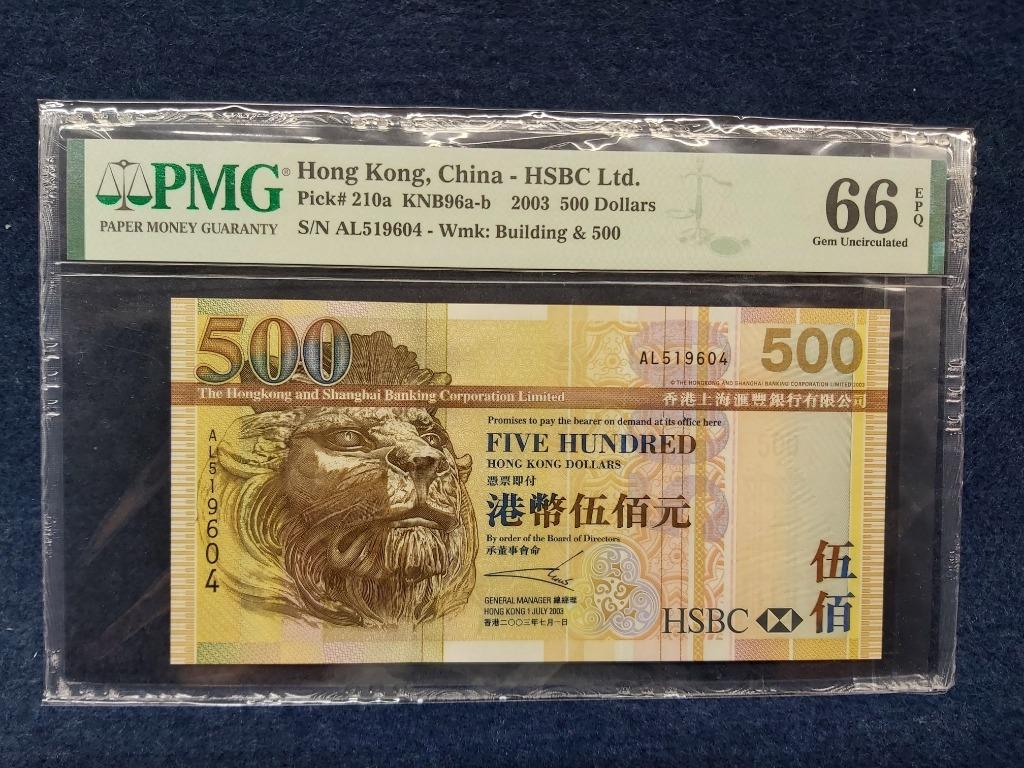 PMG®
PAPER MONEY GUARANTY
Hong Kong, China - HSBC Ltd.
Pick# 210a KNB96a-b 2003 500 Dollars
S/N AL519604 - Wmk: Building & 500
66 EPQ
Gem Uncirculated
500
AL519604
500
© THE HONGKONG AND SHANGHAI BANKING CORPORATION LIMITED 2003
The Hongkong and Shanghai Banking Corporation Limited
香港上海滙豐銀行有限公司
Promises to pay the bearer on demand at its office here
FIVE HUNDRED
HONG KONG DOLLARS
憑票即付
港幣伍佰元
By order of the Board of Directors
承董事會命
GENERAL MANAGER 總經理
HONG KONG 1 JULY 2003
香港二〇〇三年七月一日
AL519604
HSBC
伍佰